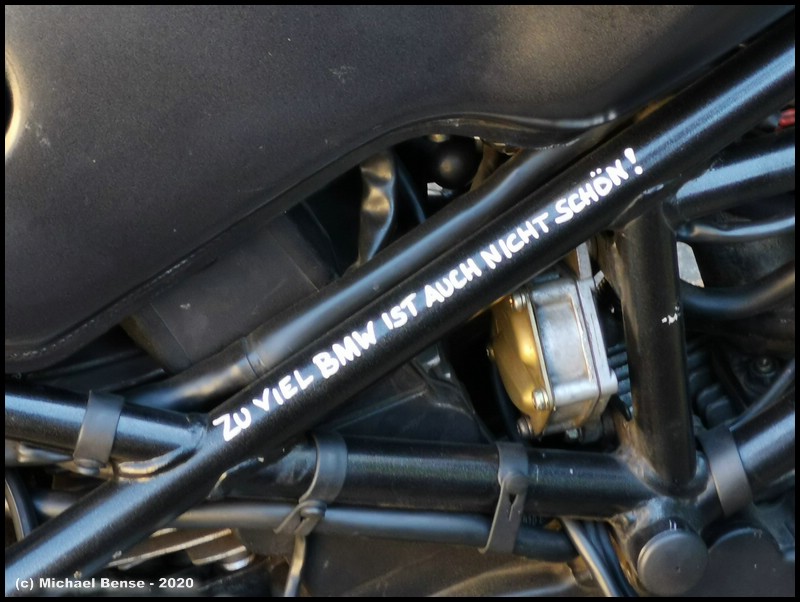 ZU VIEL BMW IST AUCH NICHT SCHÖN!
(c) Michael Bense - 2020